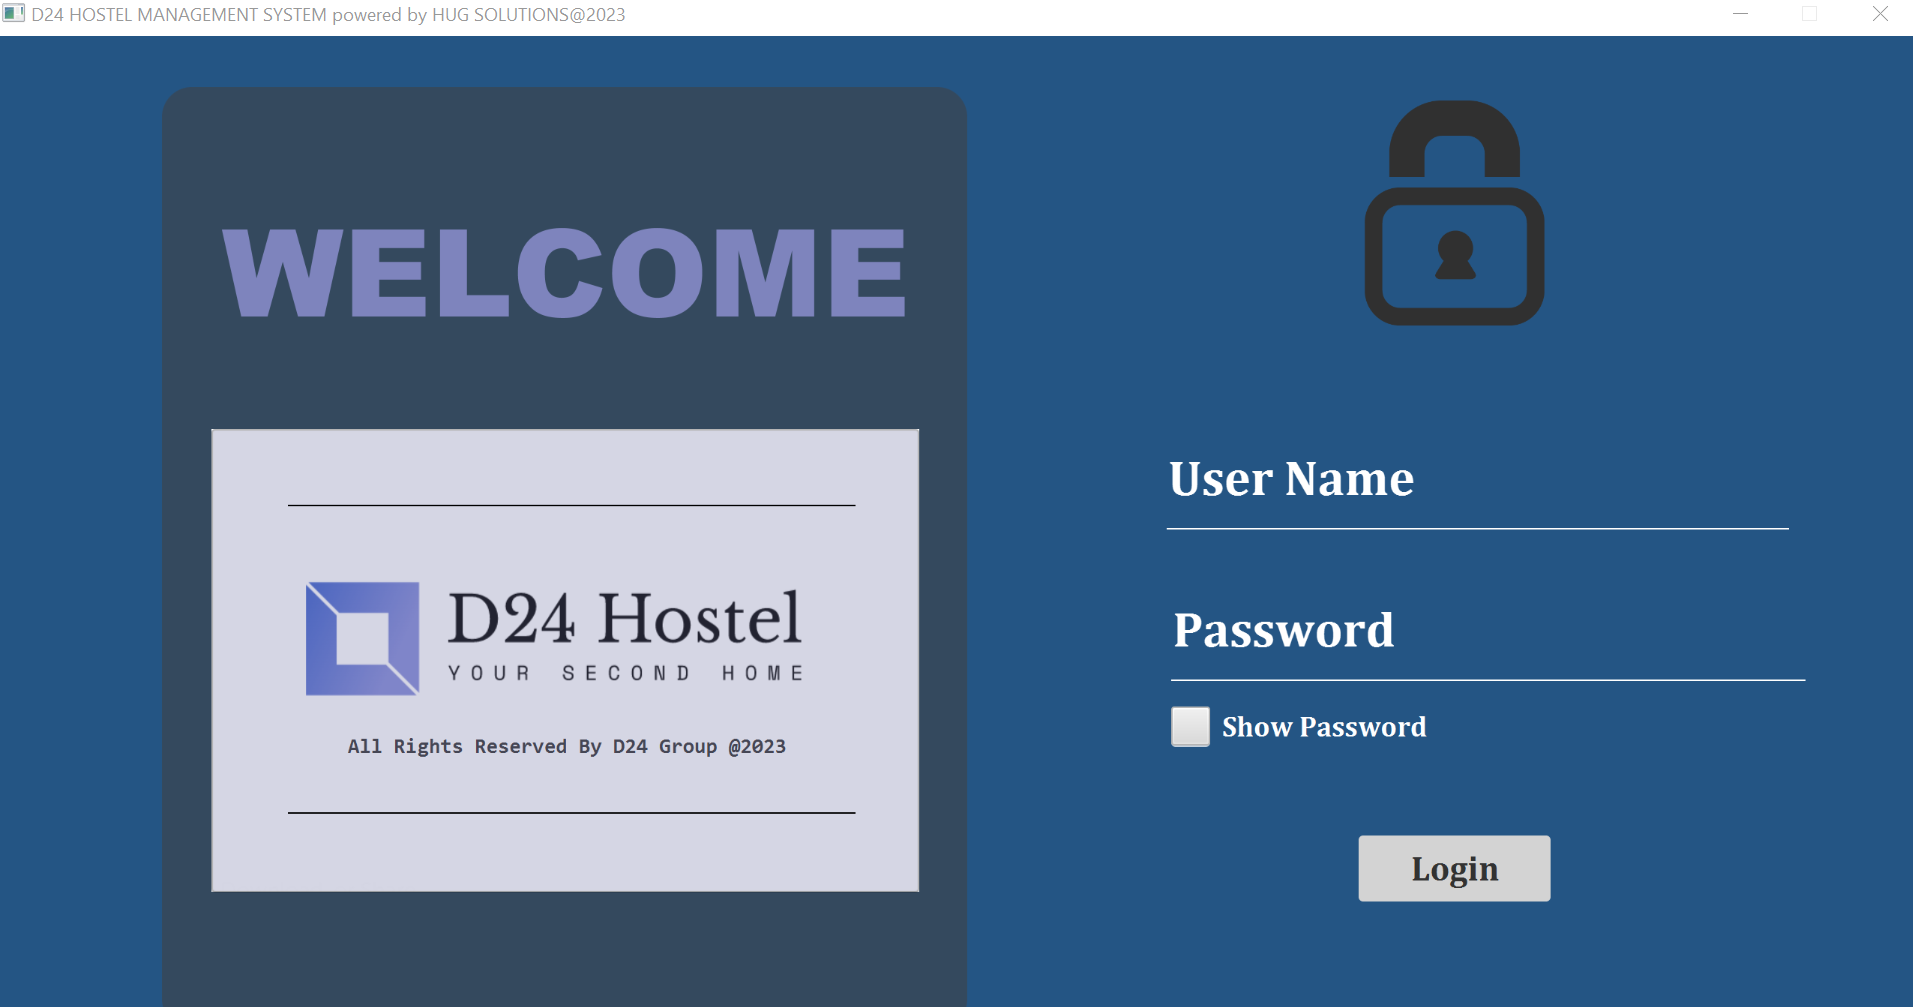 D24 HOSTEL MANAGEMENT SYSTEM powered by HUG SOLUTIONS@2023
WELCOME
D24 Hostel
YOUR SECOND HOME
All Rights Reserved By D24 Group @2023
User Name
Password
Show Password
Login